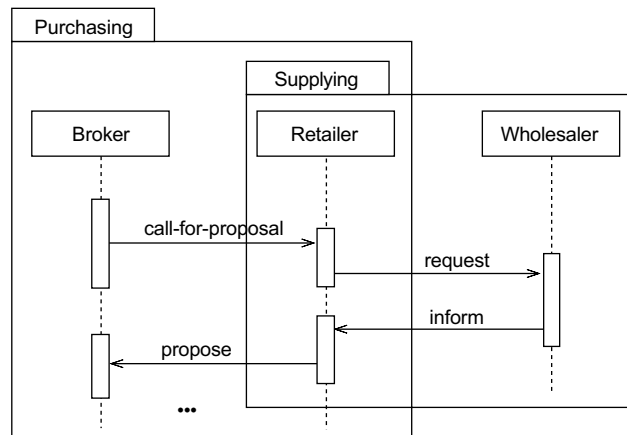 Purchasing
Supplying
Broker
Retailer
Wholesaler
call-for-proposal
request
inform
propose
...